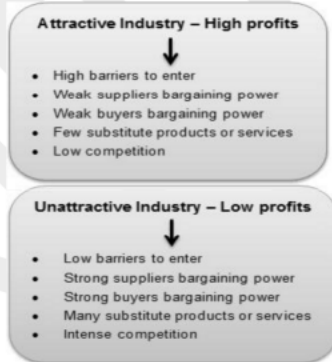 Attractive Industry – High profits
• High barriers to enter
• Weak suppliers bargaining power
• Weak buyers bargaining power
• Few substitute products or services
• Low competition
Unattractive Industry – Low profits
• Low barriers to enter
• Strong suppliers bargaining power
• Strong buyers bargaining power
• Many substitute products or services
• Intense competition